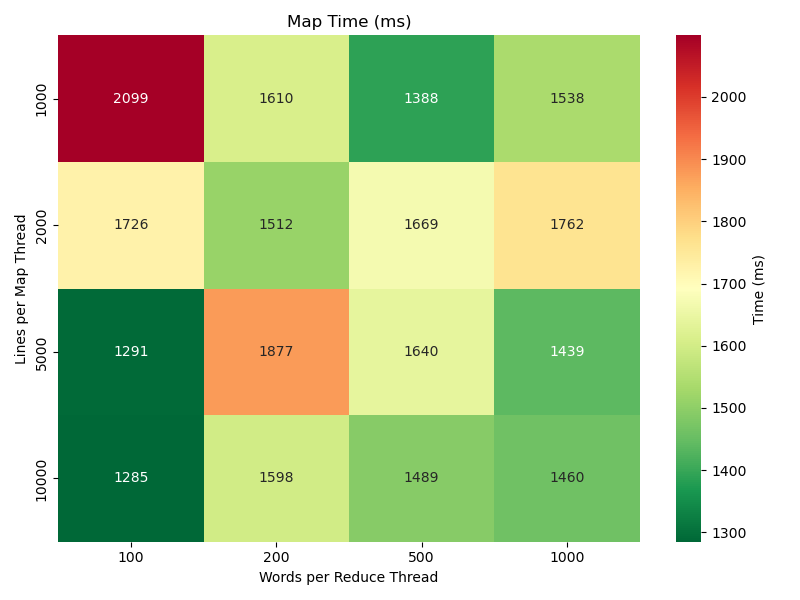 Map Time (ms)
Lines per Map Thread
1000 2099 1610 1388 1538
2000 1726 1512 1669 1762
5000 1291 1877 1640 1439
10000 1285 1598 1489 1460
100 200 500 1000
Words per Reduce Thread
2000
1900
1800
1700
1600
1500
1400
1300
Time (ms)